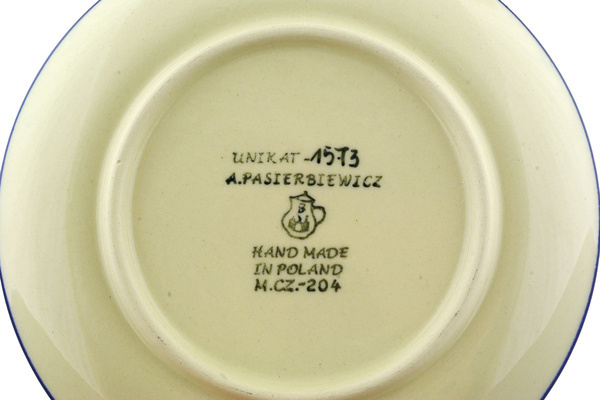 UNIKAT-1573
A.PASIERBIEWICZ
HAND MADE
IN POLAND
M.CZ.-204